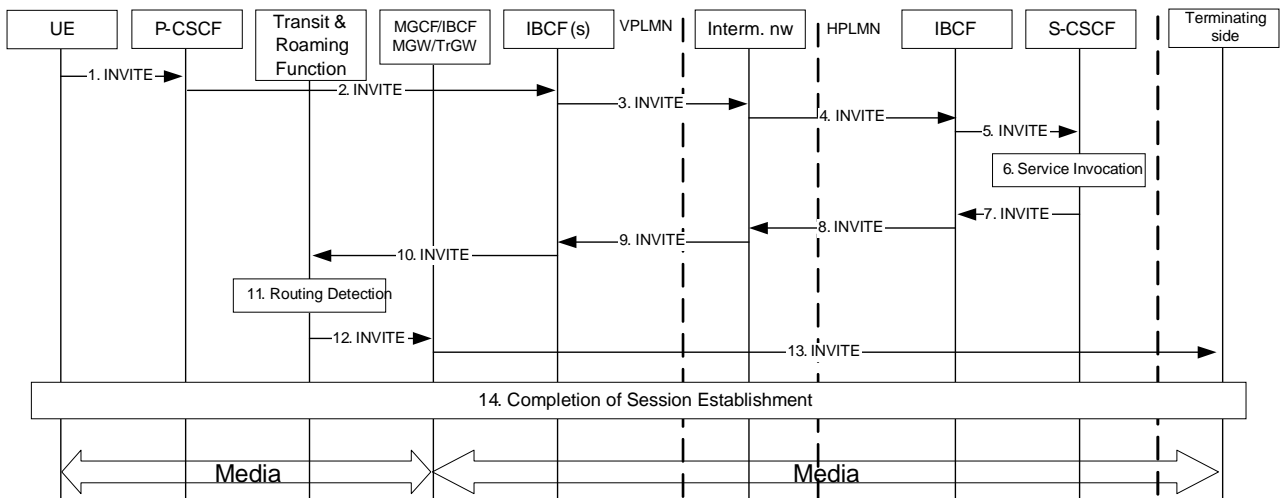 UE
P-CSCF
Transit &
Roaming
Function
MGCF/IBCF
MGW/TrGW
IBCF(s)
VPLMN
Interm. nw
HPLMN
IBCF
S-CSCF
Terminating
side
1. INVITE
2. INVITE
3. INVITE
4. INVITE
5. INVITE
6. Service Invocation
7. INVITE
8. INVITE
9. INVITE
10. INVITE
11. Routing Detection
12. INVITE
13. INVITE
14. Completion of Session Establishment
Media
Media